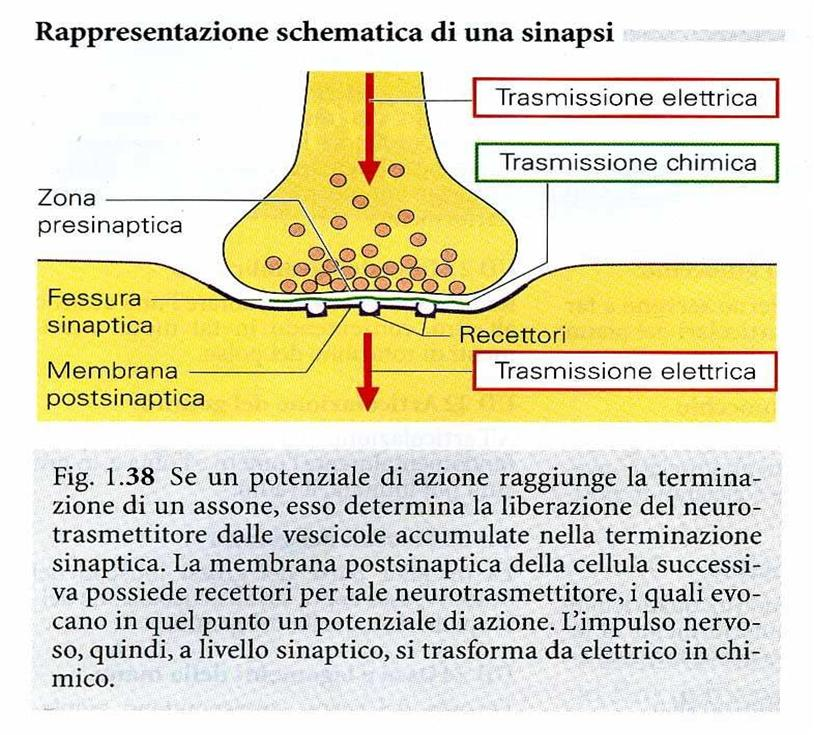 Rappresentazione schematica di una sinapsi
Trasmissione elettrica
Trasmissione chimica
Zona
presinaptica
Fessura
sinaptica
Recettori
Membrana
postsinaptica
Trasmissione elettrica
Fig. 1.38 Se un potenziale di azione raggiunge la termina-
zione di un assone, esso determina la liberazione del neuro-
trasmettitore dalle vescicole accumulate nella terminazione
sinaptica. La membrana postsinaptica della cellula successi-
va possiede recettori per tale neurotrasmettitore, i quali evo-
cano in quel punto un potenziale di azione. L'impulso nervo-
so, quindi, a livello sinaptico, si trasforma da elettrico in chi-
mico.